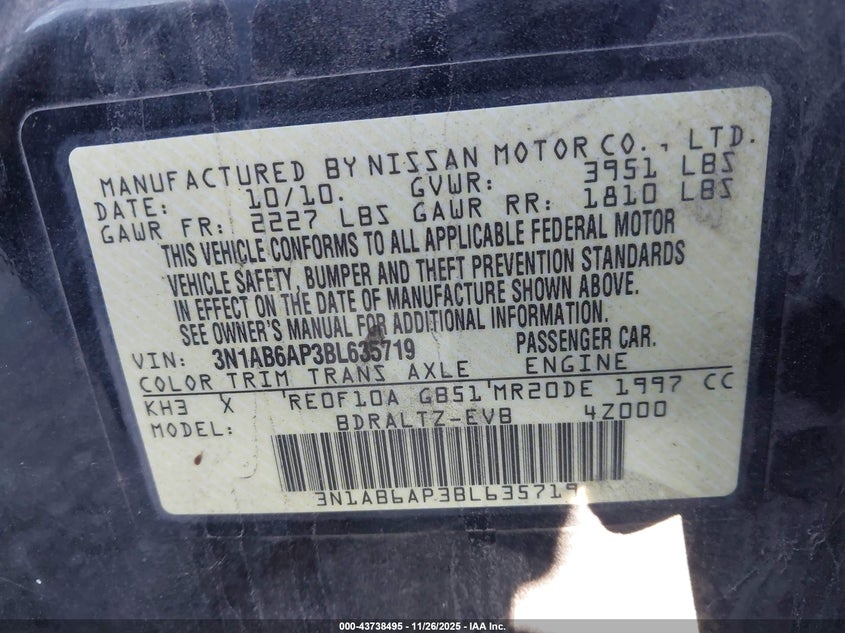 MANUFACTURED BY NISSAN MOTOR CO., LTD.
DATE: 10/10. GVWR: 3951 LBS
GAWR FR: 2227 LBS GAWR RR: 1810 LBS
THIS VEHICLE CONFORMS TO ALL APPLICABLE FEDERAL MOTOR
VEHICLE SAFETY, BUMPER AND THEFT PREVENTION STANDARDS
IN EFFECT ON THE DATE OF MANUFACTURE SHOWN ABOVE.
SEE OWNER'S MANUAL FOR ADDITIONAL INFORMATION.
VIN: 3N1AB6AP3BL635719 PASSENGER CAR.
COLOR TRIM TRANS AXLE ENGINE
KH3 X RE0F10A GB51 MR20DE 1997 CC
MODEL: BDRALTZ-EVB 4Z000
3N1AB6AP3BL635719
000-43738495 - 11/26/2025 - IAA Inc.